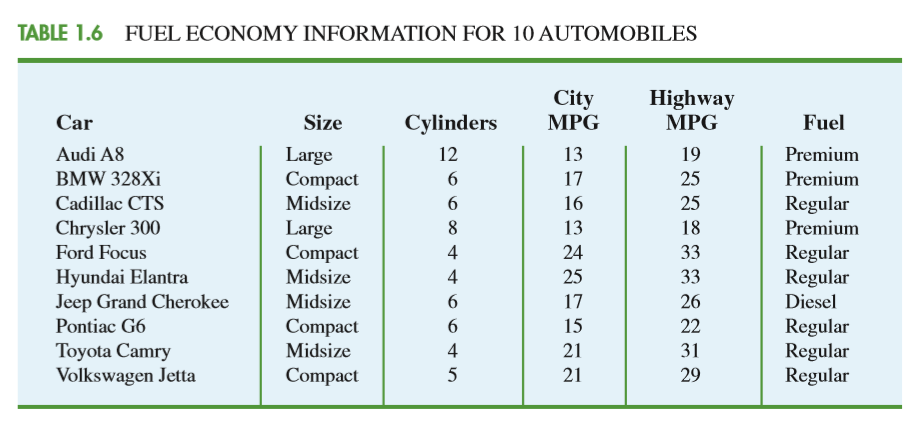 TABLE 1.6 FUEL ECONOMY INFORMATION FOR 10 AUTOMOBILES
City Highway
Car Size Cylinders MPG MPG Fuel
Audi A8 Large 12 13 19 Premium
BMW 328Xi Compact 6 17 25 Premium
Cadillac CTS Midsize 6 16 25 Regular
Chrysler 300 Large 8 13 18 Premium
Ford Focus Compact 4 24 33 Regular
Hyundai Elantra Midsize 4 25 33 Regular
Jeep Grand Cherokee Midsize 6 17 26 Diesel
Pontiac G6 Compact 6 15 22 Regular
Toyota Camry Midsize 4 21 31 Regular
Volkswagen Jetta Compact 5 21 29 Regular